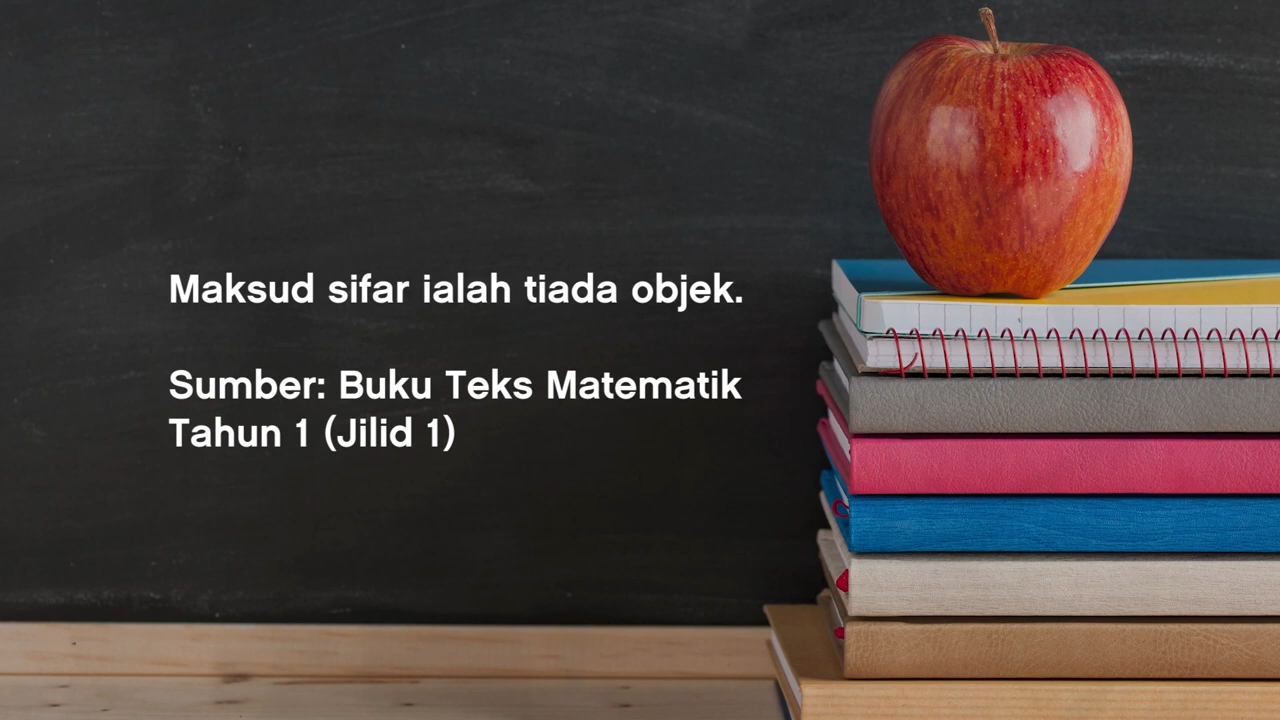 Maksud sifar ialah tiada objek.
Sumber: Buku Teks Matematik
Tahun 1 (Jilid 1)